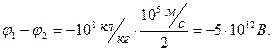 φ₁ − φ₂ = −10³ кл/кг · (10⁵ м/с)/2 = −5·10¹² В.